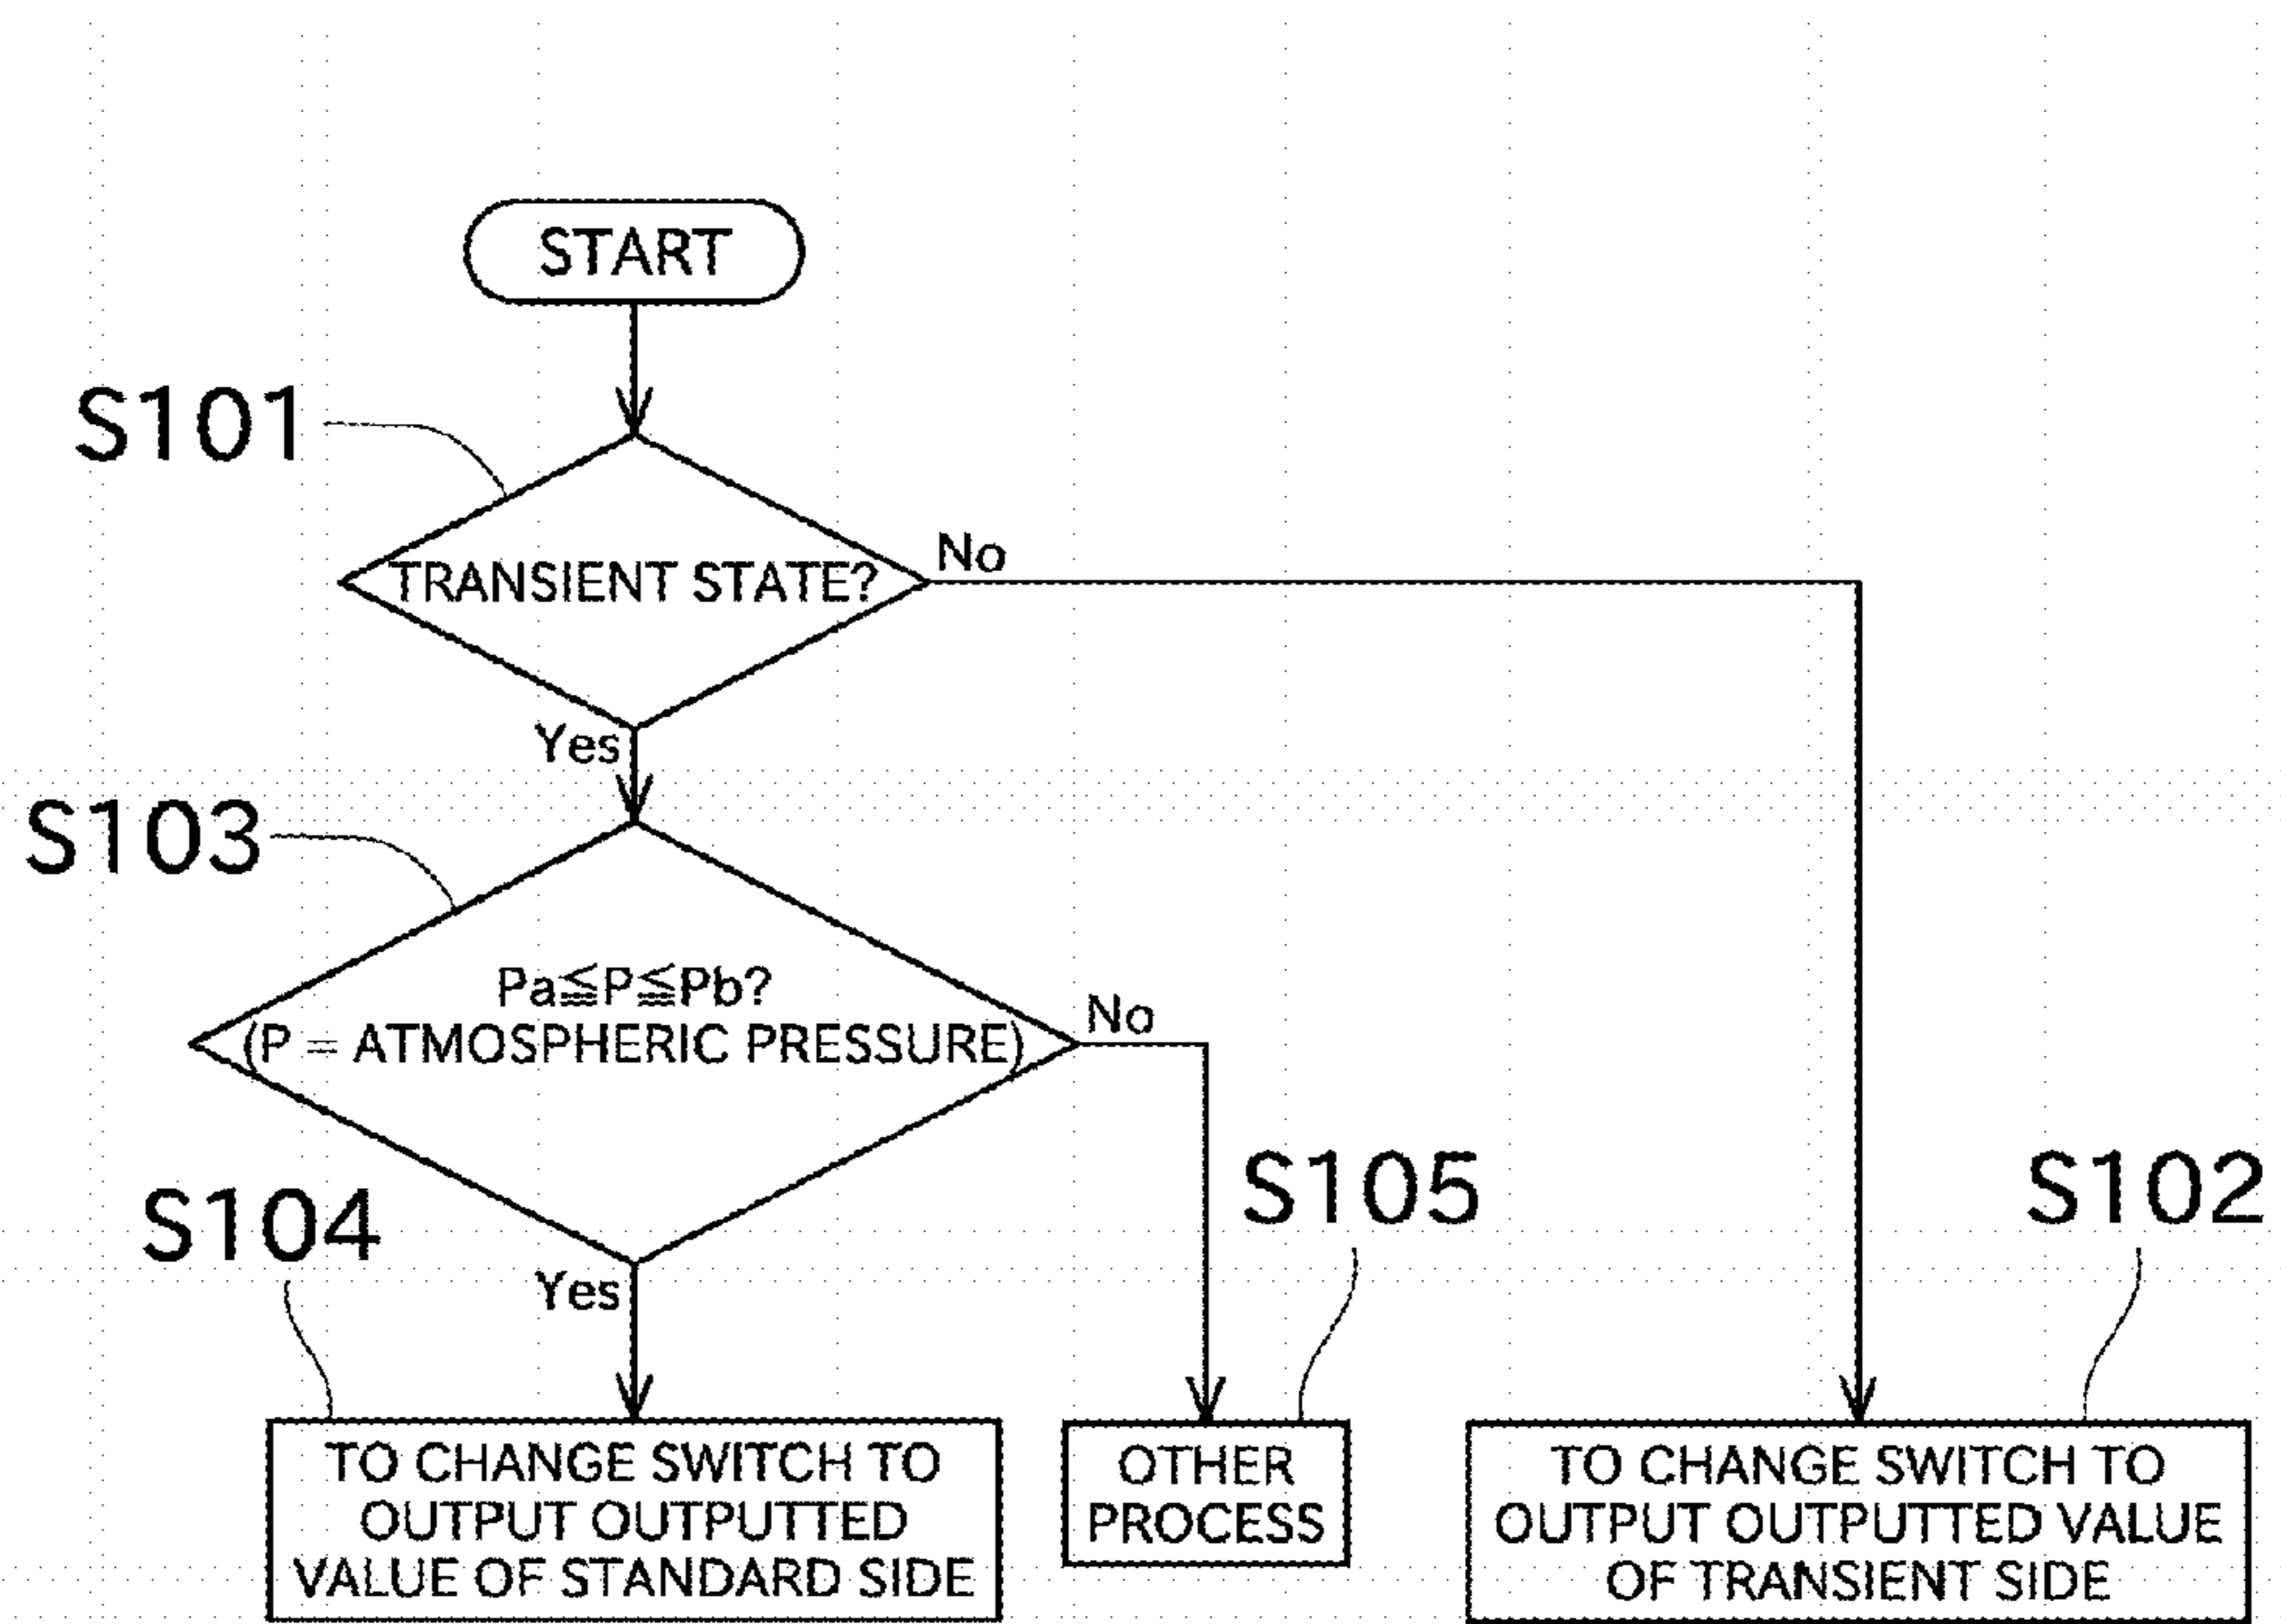 START
S101
TRANSIENT STATE?
No
Yes
S103
Pa≦P≦Pb?
(P = ATMOSPHERIC PRESSURE)
No
Yes
S104
TO CHANGE SWITCH TO
OUTPUT OUTPUTTED
VALUE OF STANDARD SIDE
S105
OTHER
PROCESS
S102
TO CHANGE SWITCH TO
OUTPUT OUTPUTTED VALUE
OF TRANSIENT SIDE